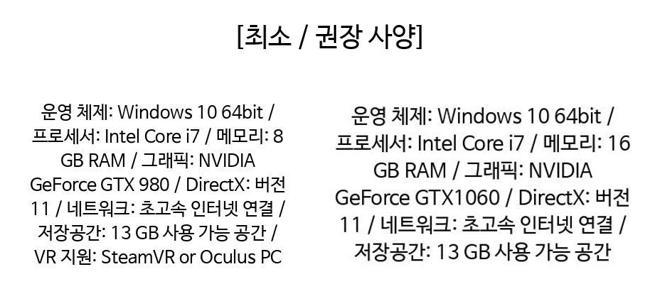 [최소 / 권장 사양]
운영 체제: Windows 10 64bit /
프로세서: Intel Core i7 / 메모리: 8
GB RAM / 그래픽: NVIDIA
GeForce GTX 980 / DirectX: 버전
11 / 네트워크: 초고속 인터넷 연결 /
저장공간: 13 GB 사용 가능 공간 /
VR 지원: SteamVR or Oculus PC
운영 체제: Windows 10 64bit /
프로세서: Intel Core i7 / 메모리: 16
GB RAM / 그래픽: NVIDIA
GeForce GTX1060 / DirectX: 버전
11 / 네트워크: 초고속 인터넷 연결 /
저장공간: 13 GB 사용 가능 공간